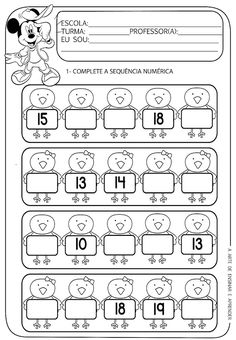 ESCOLA:
TURMA: PROFESSOR(A):
EU SOU:
1- COMPLETE A SEQUÊNCIA NUMÉRICA
15 18
13 14
10 13
18 19
A ARTE DE ENSINAR E APRENDER